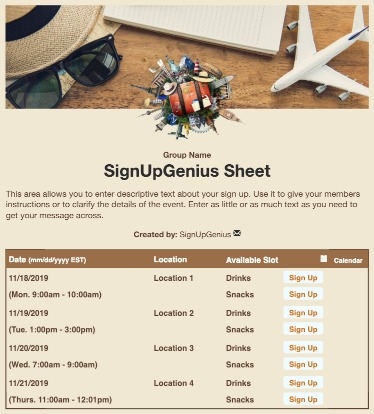 Group Name
SignUpGenius Sheet
This area allows you to enter descriptive text about your sign up. Use it to give your members
instructions or to clarify the details of the event. Enter as little or as much text as you need to
get your message across.
Created by: SignUpGenius
Date (mm/dd/yyyy EST) Location Available Slot Calendar
11/18/2019 Location 1 Drinks Sign Up
(Mon. 9:00am - 10:00am) Snacks Sign Up
11/19/2019 Location 2 Drinks Sign Up
(Tue. 1:00pm - 3:00pm) Snacks Sign Up
11/20/2019 Location 3 Drinks Sign Up
(Wed. 7:00am - 9:00am) Snacks Sign Up
11/21/2019 Location 4 Drinks Sign Up
(Thurs. 11:00am - 12:01pm) Snacks Sign Up